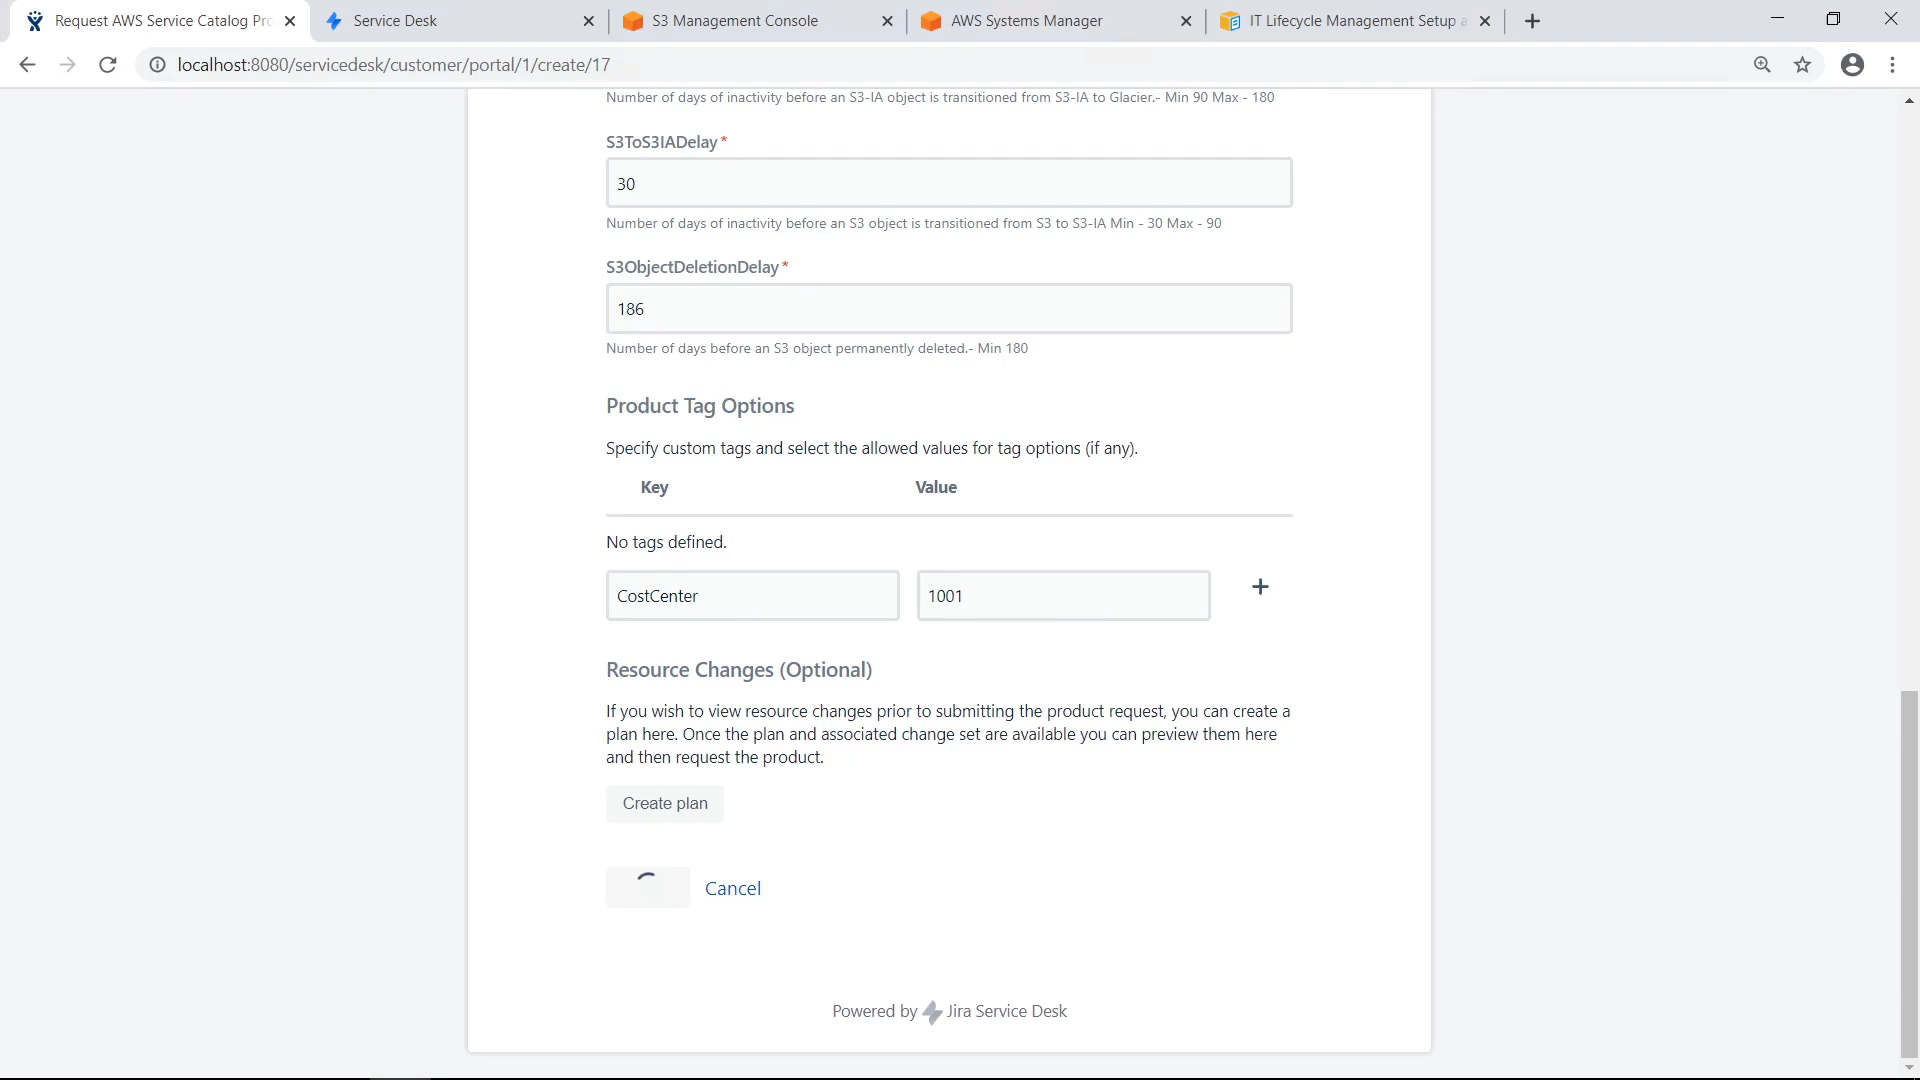 Request AWS Service Catalog Pro
Service Desk
S3 Management Console
AWS Systems Manager
IT Lifecycle Management Setup a
localhost:8080/servicedesk/customer/portal/1/create/17
Number of days of inactivity before an S3-IA object is transitioned from S3-IA to Glacier.- Min 90 Max - 180
S3ToS3IADelay *
30
Number of days of inactivity before an S3 object is transitioned from S3 to S3-IA Min - 30 Max - 90
S3ObjectDeletionDelay *
186
Number of days before an S3 object permanently deleted.- Min 180
Product Tag Options
Specify custom tags and select the allowed values for tag options (if any).
Key Value
No tags defined.
CostCenter 1001 +
Resource Changes (Optional)
If you wish to view resource changes prior to submitting the product request, you can create a
plan here. Once the plan and associated change set are available you can preview them here
and then request the product.
Create plan
Cancel
Powered by Jira Service Desk